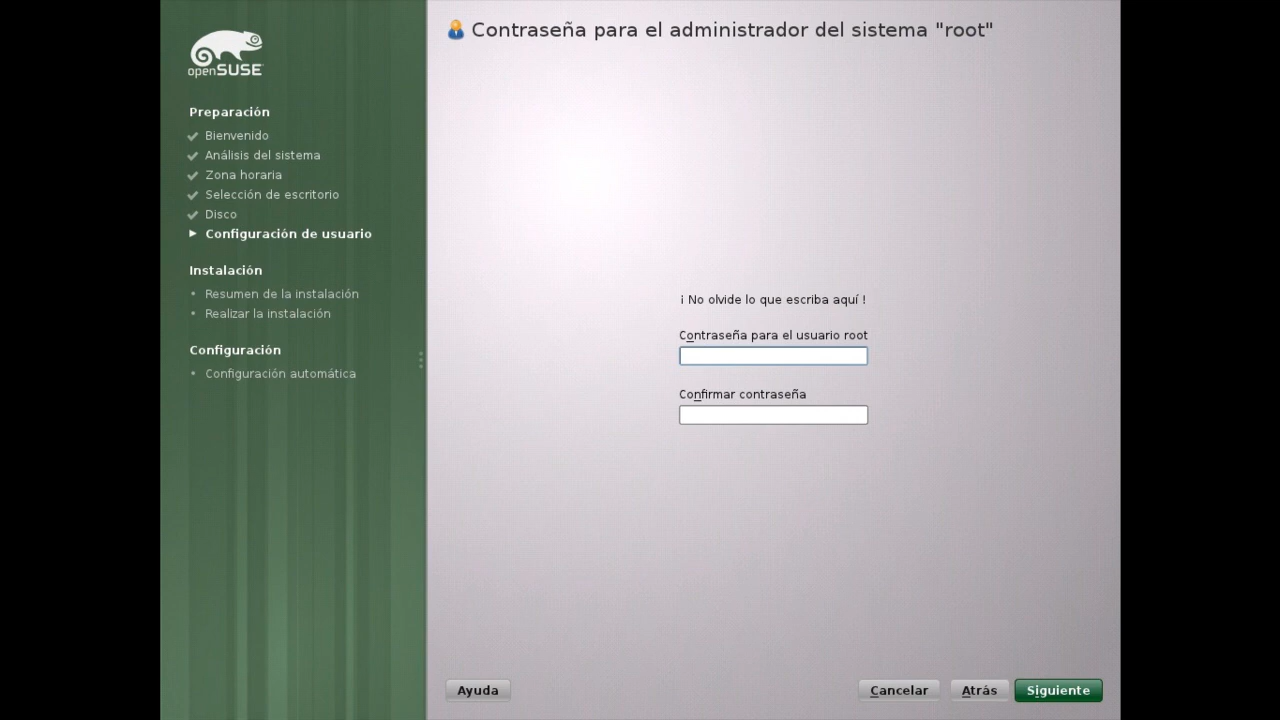 openSUSE
Preparación
Bienvenido
Análisis del sistema
Zona horaria
Selección de escritorio
Disco
Configuración de usuario
Instalación
Resumen de la instalación
Realizar la instalación
Configuración
Configuración automática
Contraseña para el administrador del sistema "root"
¡ No olvide lo que escriba aquí !
Contraseña para el usuario root
Confirmar contraseña
Ayuda
Cancelar
Atrás
Siguiente